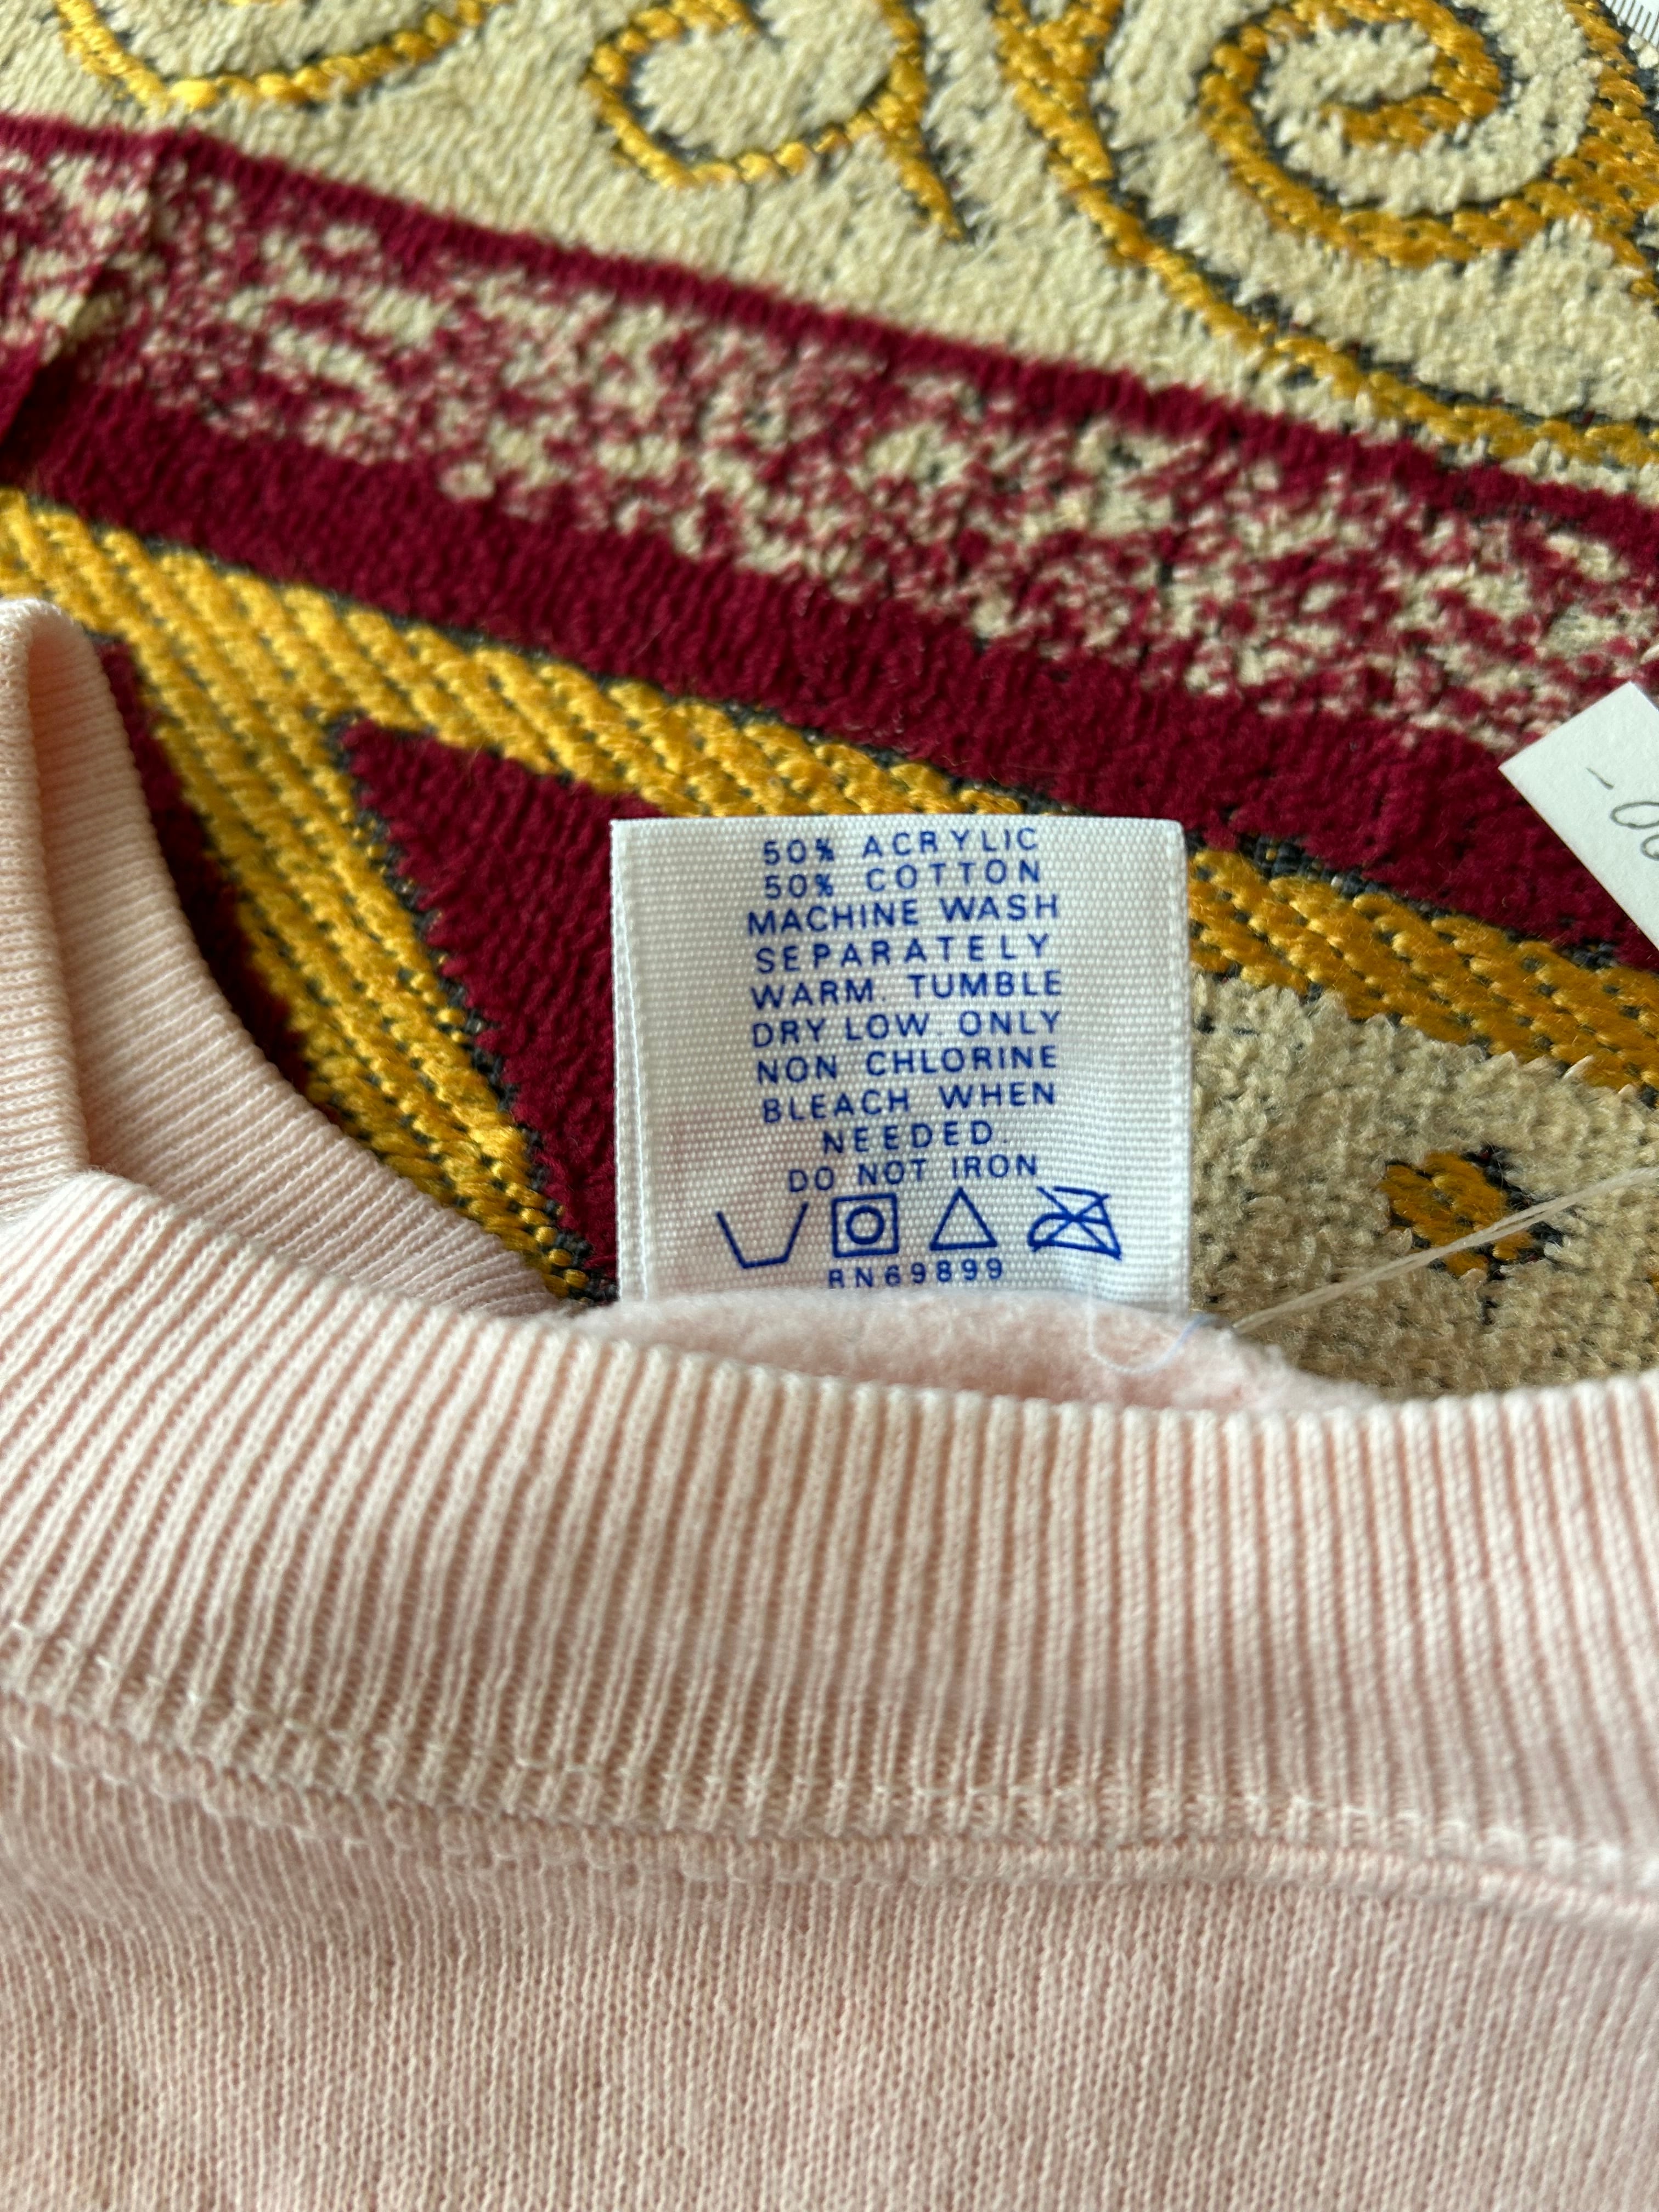 50% ACRYLIC
50% COTTON
MACHINE WASH
SEPARATELY
WARM. TUMBLE
DRY LOW. ONLY
NON CHLORINE
BLEACH WHEN
NEEDED.
DO NOT IRON
RN69899